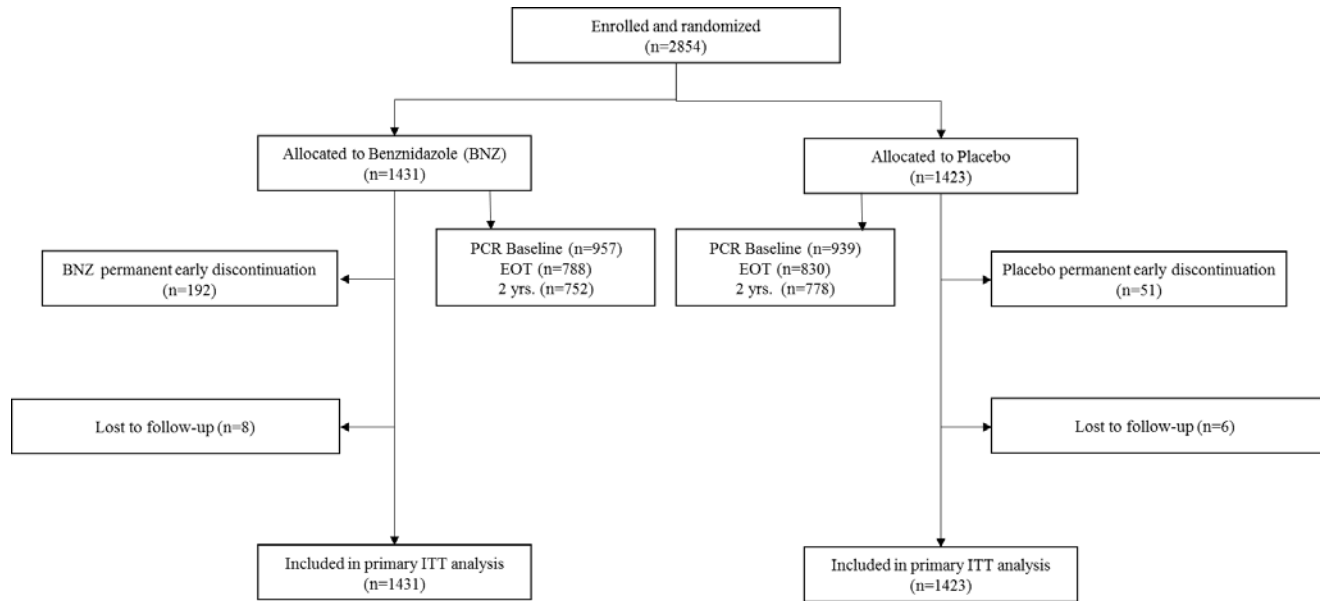 Enrolled and randomized
(n=2854)
Allocated to Benznidazole (BNZ)
(n=1431)
Allocated to Placebo
(n=1423)
PCR Baseline (n=957)
EOT (n=788)
2 yrs. (n=752)
PCR Baseline (n=939)
EOT (n=830)
2 yrs. (n=778)
BNZ permanent early discontinuation
(n=192)
Placebo permanent early discontinuation
(n=51)
Lost to follow-up (n=8)
Lost to follow-up (n=6)
Included in primary ITT analysis
(n=1431)
Included in primary ITT analysis
(n=1423)